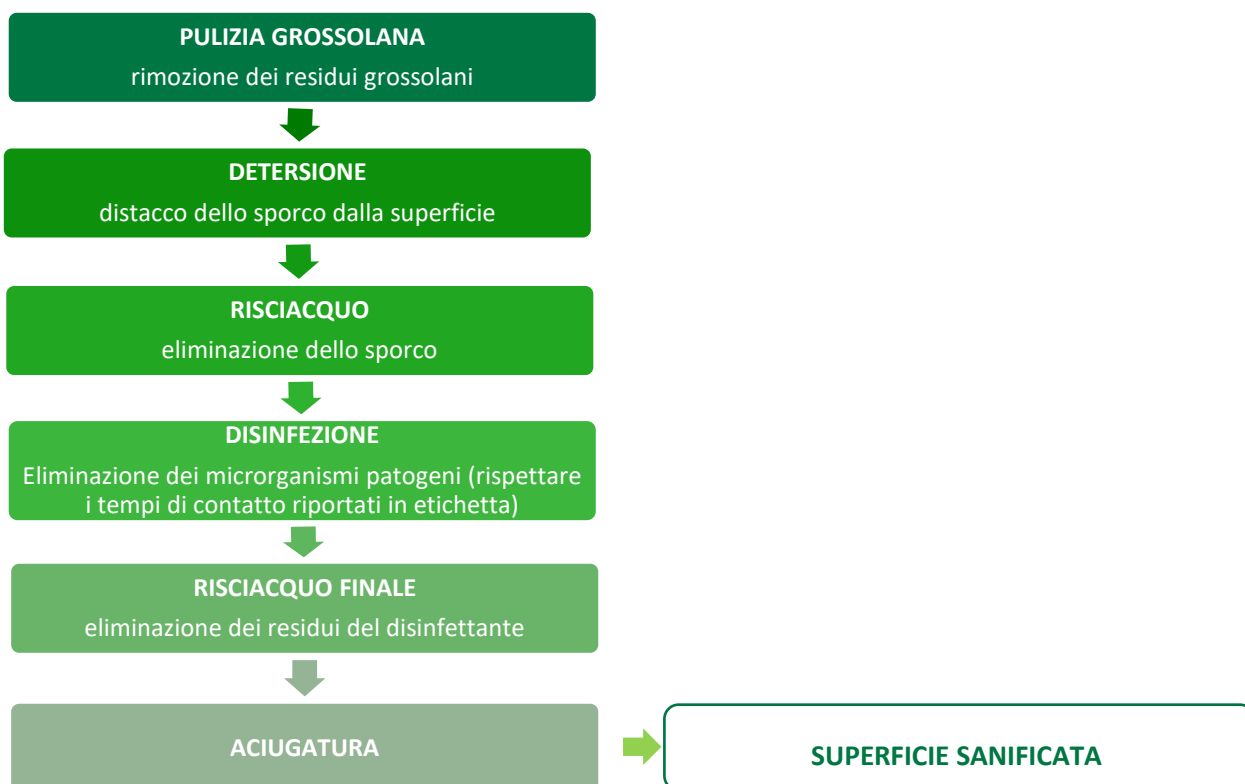 PULIZIA GROSSOLANA
rimozione dei residui grossolani
DETERSIONE
distacco dello sporco dalla superficie
RISCIACQUO
eliminazione dello sporco
DISINFEZIONE
Eliminazione dei microrganismi patogeni (rispettare
i tempi di contatto riportati in etichetta)
RISCIACQUO FINALE
eliminazione dei residui del disinfettante
ACIUGATURA
SUPERFICIE SANIFICATA